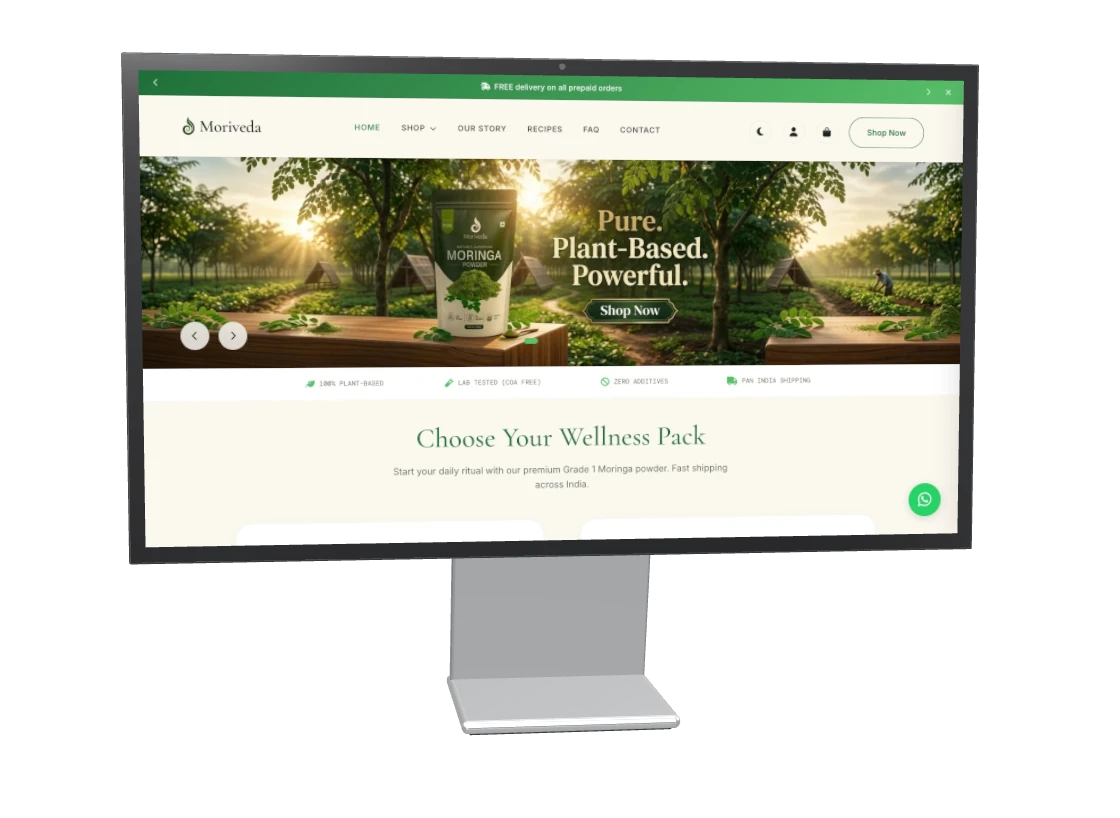 FREE delivery on all prepaid orders
Moriveda
HOME
SHOP
OUR STORY
RECIPES
FAQ
CONTACT
Shop Now
Moriveda
MORINGA
POWDER
Pure.
Plant-Based.
Powerful.
Shop Now
100% PLANT-BASED
LAB TESTED (COA FREE)
ZERO ADDITIVES
PAN INDIA SHIPPING
Choose Your Wellness Pack
Start your daily ritual with our premium Grade 1 Moringa powder. Fast shipping
across India.